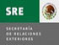 SRE
SECRETARÍA
DE RELACIONES
EXTERIORES